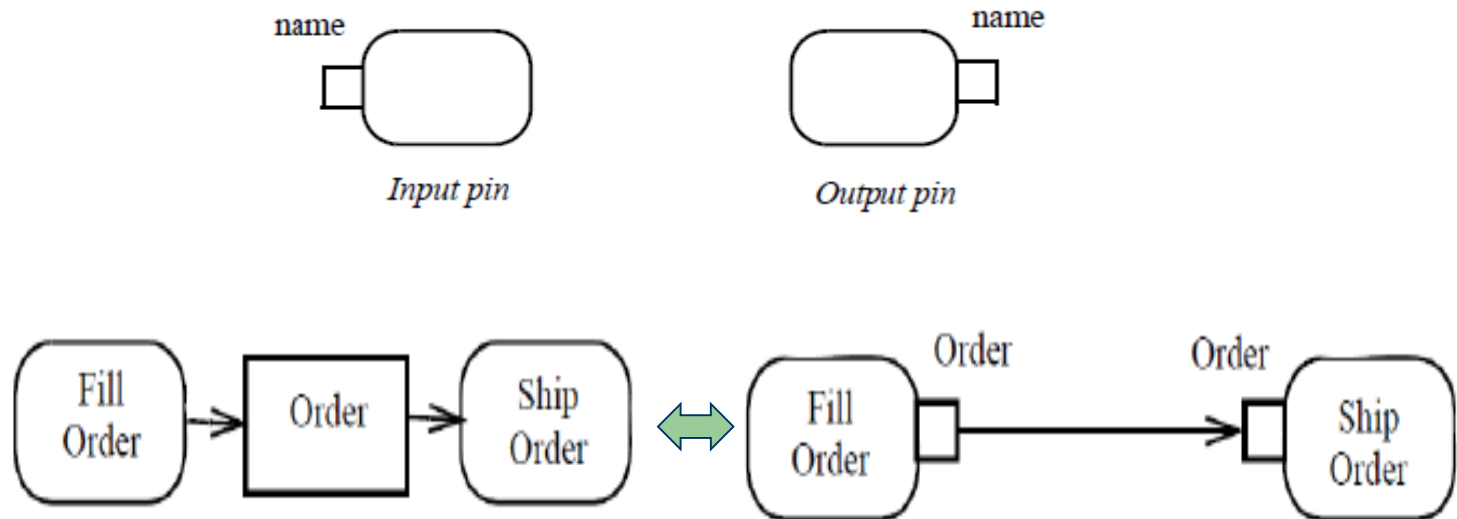 name
name
Input pin
Output pin
Fill
Order
Order
Ship
Order
Fill
Order
Order
Order
Ship
Order